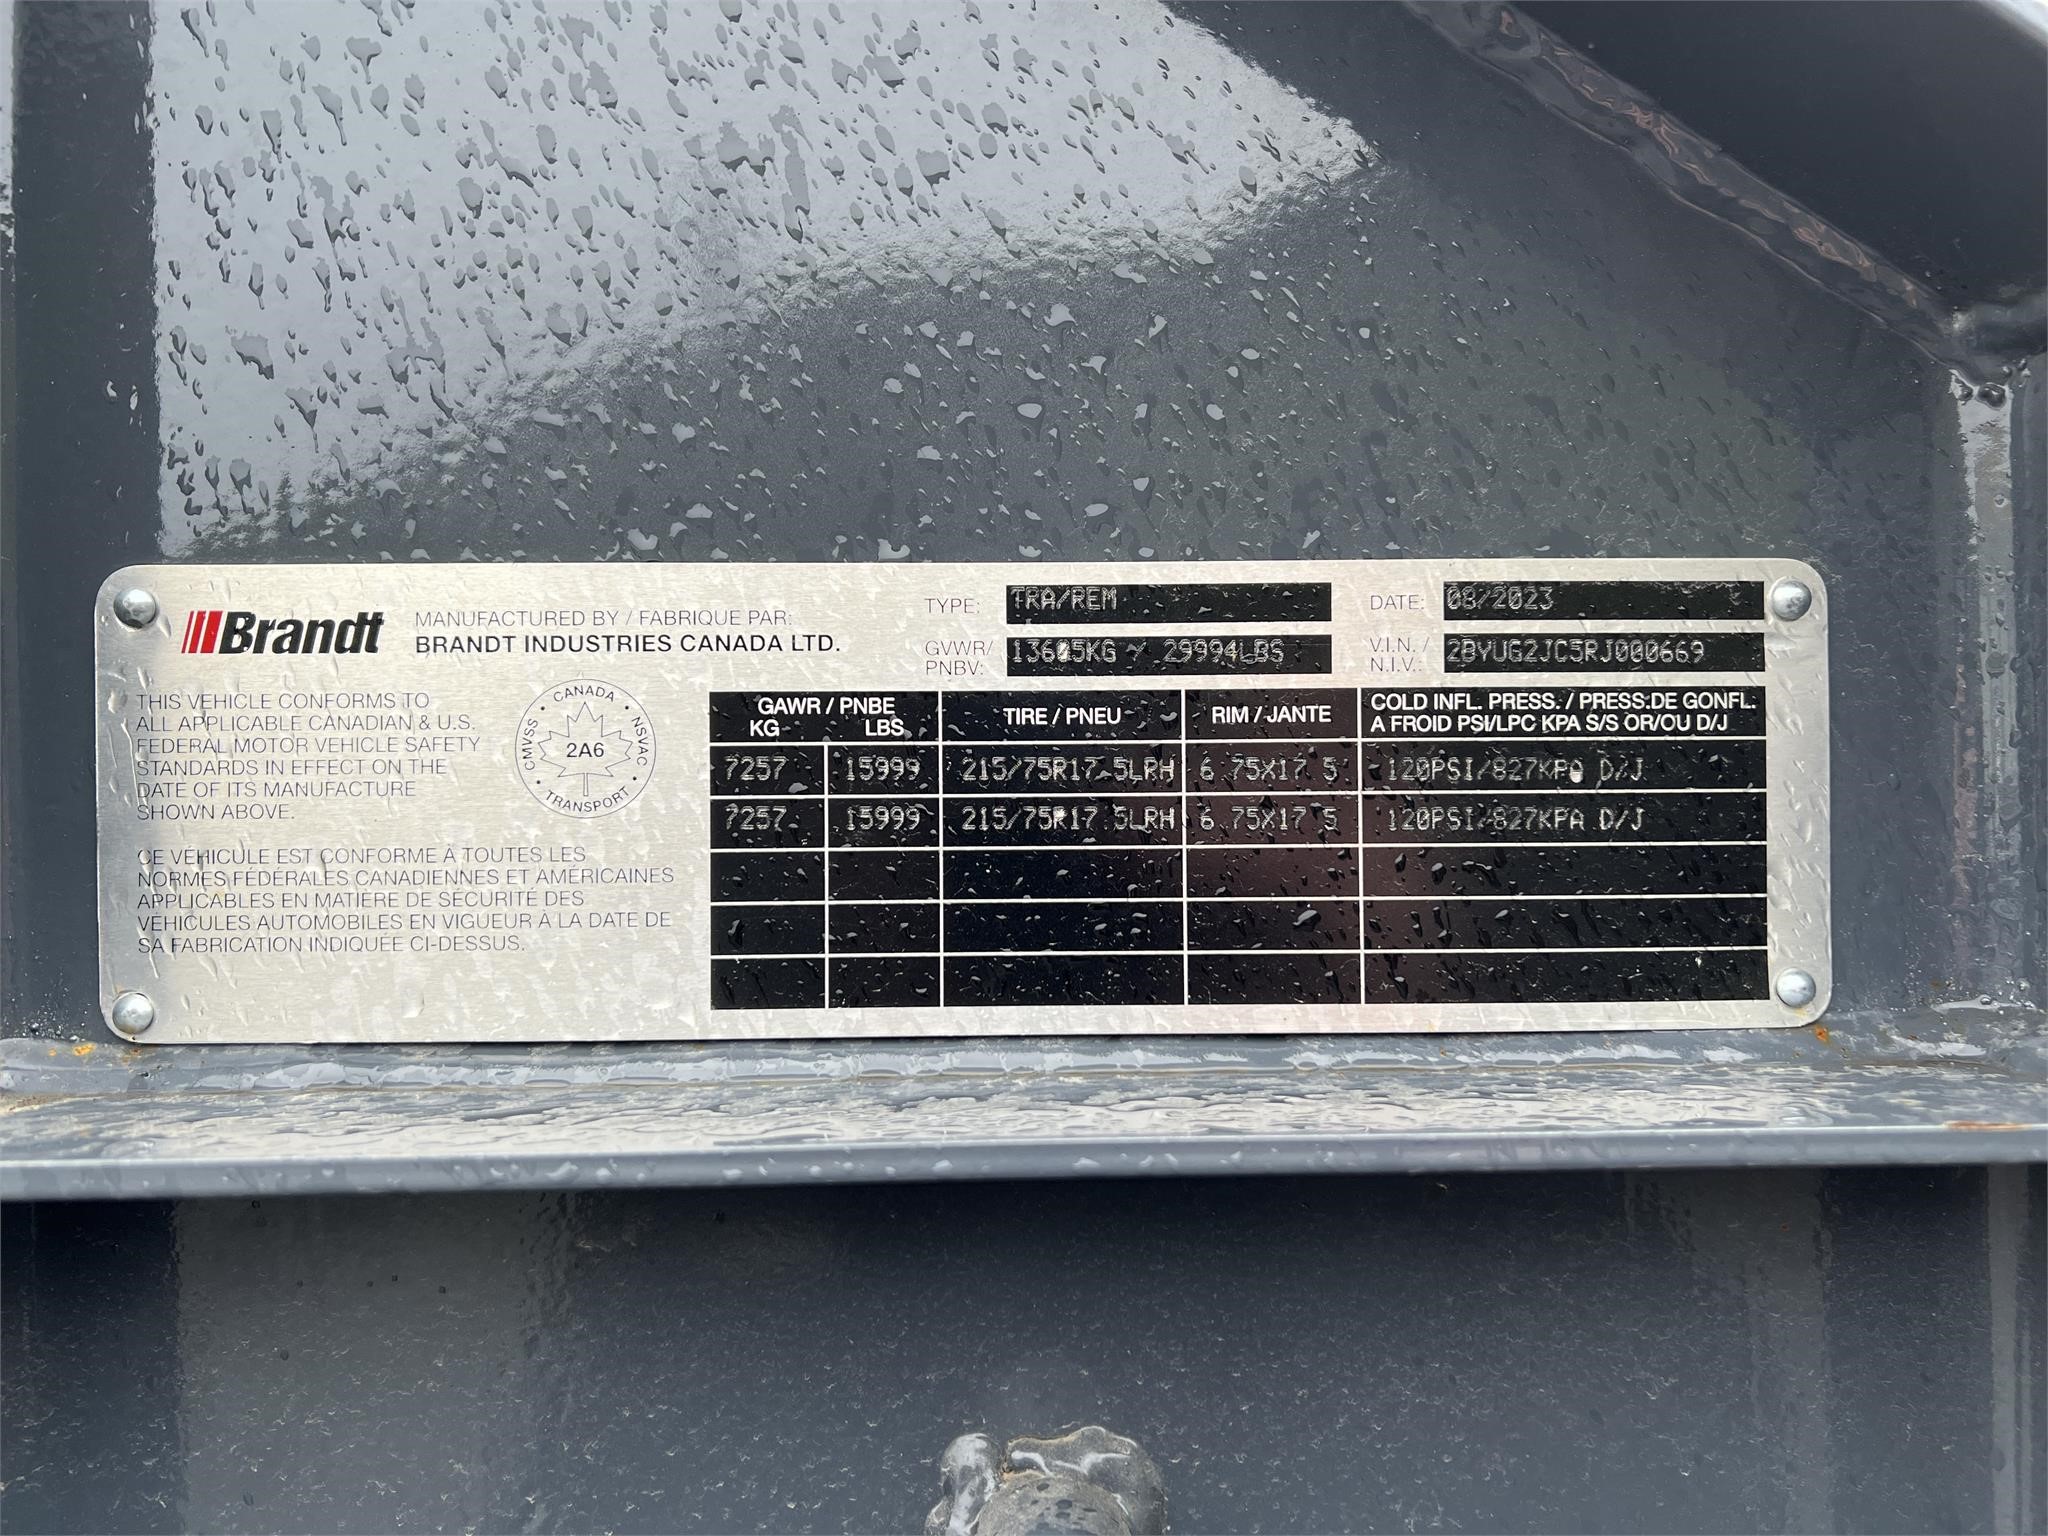 Brandt
MANUFACTURED BY / FABRIQUE PAR:
BRANDT INDUSTRIES CANADA LTD.
TYPE: TRA/REM
DATE: 08/2023
GVWR/ PNBV: 13605KG / 29994LBS
V.I.N. / N.I.V.: 2BYUG2JC5RJ000669
THIS VEHICLE CONFORMS TO
ALL APPLICABLE CANADIAN & U.S.
FEDERAL MOTOR VEHICLE SAFETY
STANDARDS IN EFFECT ON THE
DATE OF ITS MANUFACTURE
SHOWN ABOVE.
CANADA
CMVSS
NSVAC
2A6
TRANSPORT
CE VÉHICULE EST CONFORME À TOUTES LES
NORMES FÉDÉRALES CANADIENNES ET AMÉRICAINES
APPLICABLES EN MATIÈRE DE SÉCURITÉ DES
VÉHICULES AUTOMOBILES EN VIGUEUR À LA DATE DE
SA FABRICATION INDIQUÉE CI-DESSUS.
GAWR / PNBE
KG LBS
TIRE / PNEU
RIM / JANTE
COLD INFL. PRESS. / PRESS.DE GONFL.
A FROID PSI/LPC KPA S/S OR/OU D/J
7257 15999 215/75R17.5LRH 6.75X17.5 120PSI/827KPA D/J
7257 15999 215/75R17.5LRH 6.75X17.5 120PSI/827KPA D/J